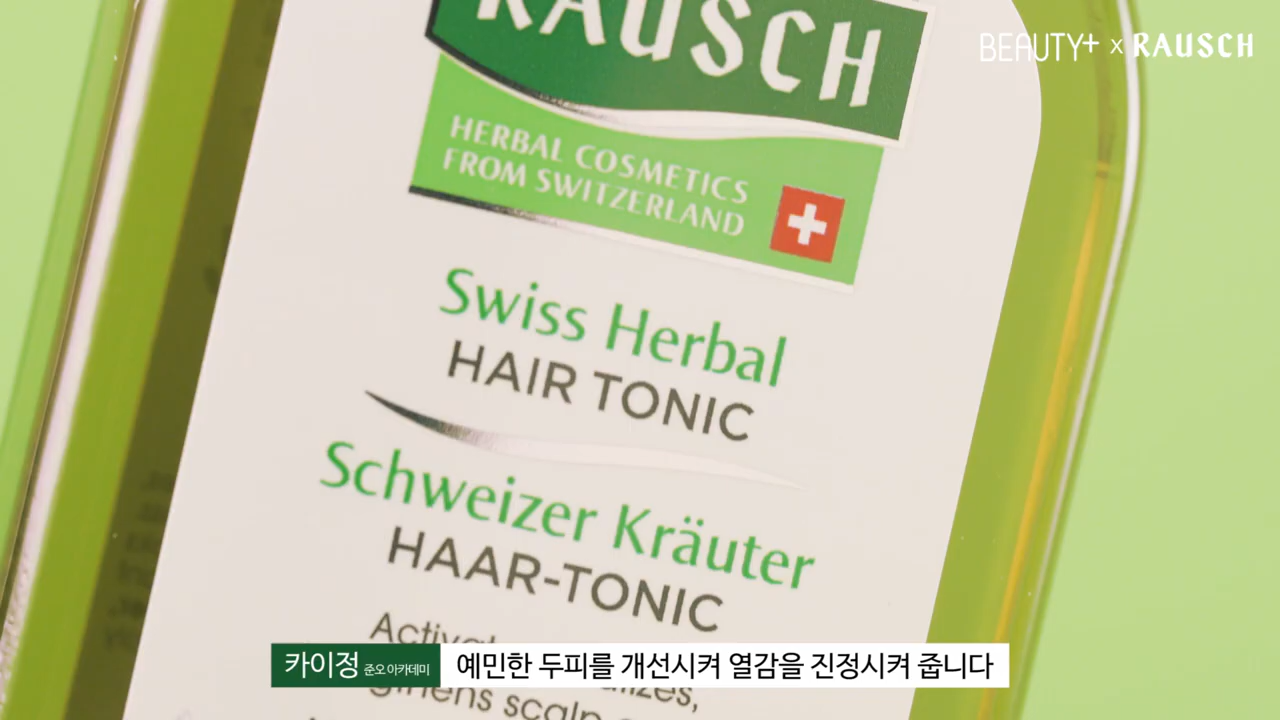 RAUSCH
BEAUTY+ x RAUSCH
HERBAL COSMETICS
FROM SWITZERLAND
Swiss Herbal
HAIR TONIC
Schweizer Kräuter
HAAR-TONIC
카이정 준오 아카데미 예민한 두피를 개선시켜 열감을 진정시켜 줍니다
scalp